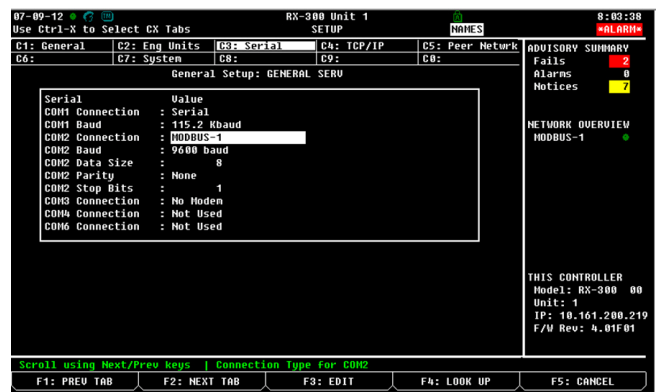 07-09-12 RX-300 Unit 1 8:03:38
Use Ctrl-X to Select CX Tabs SETUP NAMES *ALARM*
C1: General C2: Eng Units C3: Serial C4: TCP/IP C5: Peer Netwrk
C6: C7: System C8: C9: C0:
General Setup: GENERAL SERV
Serial Value
COM1 Connection : Serial
COM1 Baud : 115.2 Kbaud
COM2 Connection : MODBUS-1
COM2 Baud : 9600 baud
COM2 Data Size : 8
COM2 Parity : None
COM2 Stop Bits : 1
COM3 Connection : No Modem
COM4 Connection : Not Used
COM6 Connection : Not Used
ADVISORY SUMMARY
Fails 2
Alarms 0
Notices 7
NETWORK OVERVIEW
MODBUS-1
THIS CONTROLLER
Model: RX-300 00
Unit: 1
IP: 10.161.200.219
F/W Rev: 4.01F01
Scroll using Next/Prev keys | Connection Type for COM2
F1: PREV TAB F2: NEXT TAB F3: EDIT F4: LOOK UP F5: CANCEL